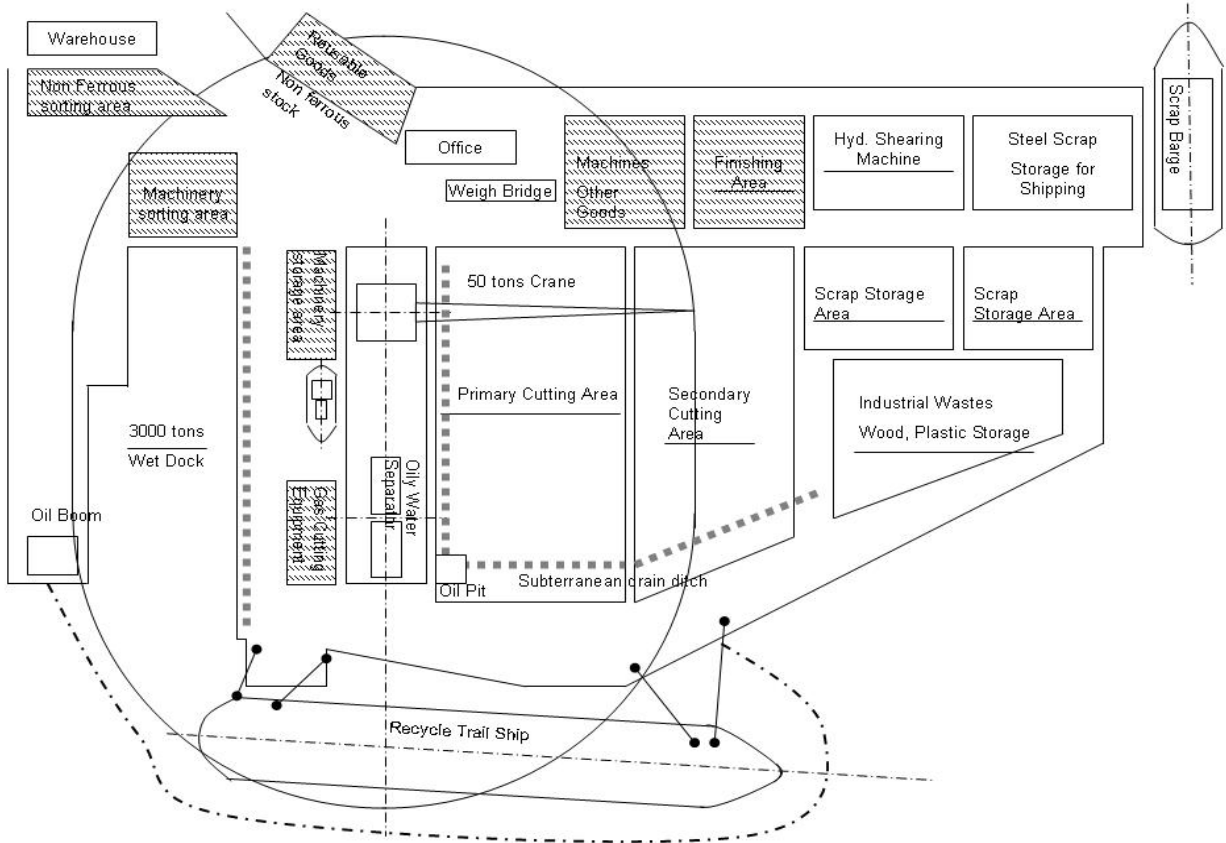 Warehouse
Non Ferrous
sorting area
Reusable
Goods
Non ferrous
stock
Office
Weigh Bridge
Machines
Other
Goods
Finishing
Area
Hyd. Shearing
Machine
Steel Scrap
Storage for
Shipping
Scrap Barge
Machinery
sorting area
Machinery
storage area
50 tons Crane
Scrap Storage
Area
Scrap
Storage Area
Primary Cutting Area
Secondary
Cutting
Area
Industrial Wastes
Wood, Plastic Storage
3000 tons
Wet Dock
Oily Water
Separator
Gas Cutting
Equipment
Oil Boom
Oil Pit
Subterranean drain ditch
Recycle Trail Ship